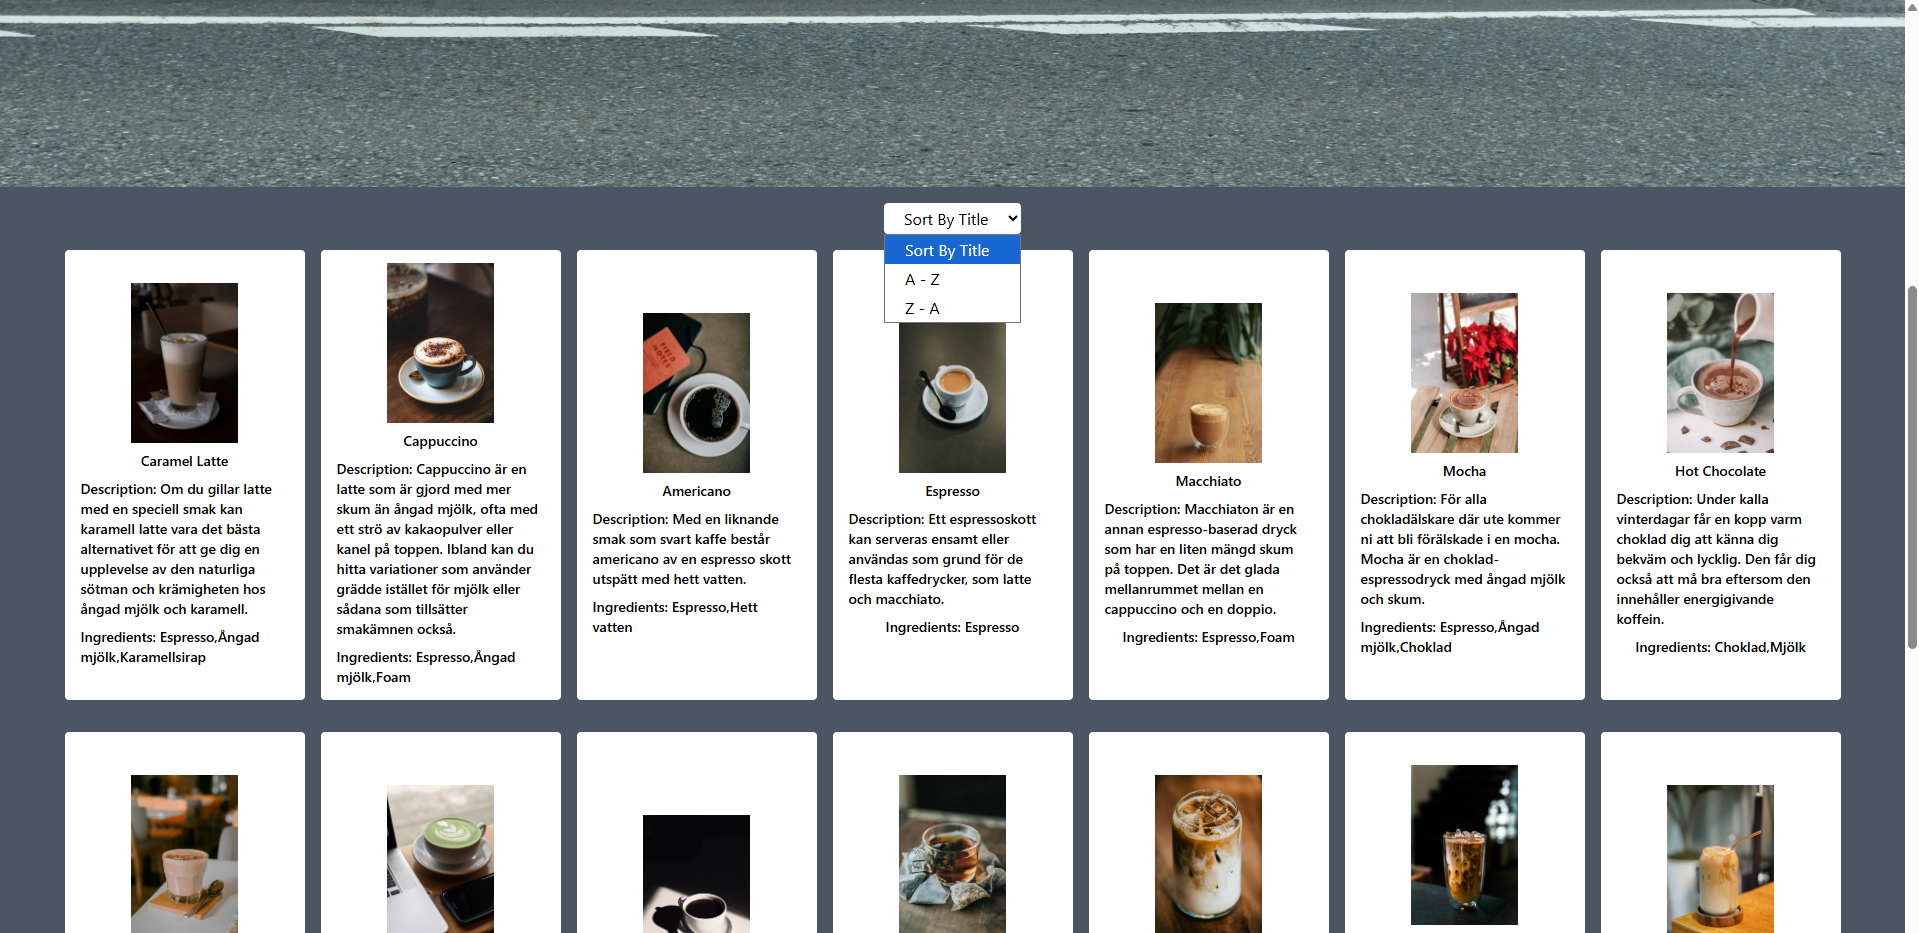 Sort By Title
Sort By Title
A - Z
Z - A
Caramel Latte
Description: Om du gillar latte
med en speciell smak kan
karamell latte vara det bästa
alternativet för att ge dig en
upplevelse av den naturliga
sötman och krämigheten hos
ångad mjölk och karamell.
Ingredients: Espresso,Ångad
mjölk,Karamellsirap
Cappuccino
Description: Cappuccino är en
latte som är gjord med mer
skum än ångad mjölk, ofta med
ett strö av kakaopulver eller
kanel på toppen. Ibland kan du
hitta variationer som använder
grädde istället för mjölk eller
sådana som tillsätter
smakämnen också.
Ingredients: Espresso,Ångad
mjölk,Foam
FIELD
NOTES
Americano
Description: Med en liknande
smak som svart kaffe består
americano av en espresso skott
utspätt med hett vatten.
Ingredients: Espresso,Hett
vatten
Espresso
Description: Ett espressoskott
kan serveras ensamt eller
användas som grund för de
flesta kaffedrycker, som latte
och macchiato.
Ingredients: Espresso
Macchiato
Description: Macchiaton är en
annan espresso-baserad dryck
som har en liten mängd skum
på toppen. Det är det glada
mellanrummet mellan en
cappuccino och en doppio.
Ingredients: Espresso,Foam
Mocha
Description: För alla
chokladälskare där ute kommer
ni att bli förälskade i en mocha.
Mocha är en choklad-
espressodryck med ångad mjölk
och skum.
Ingredients: Espresso,Ångad
mjölk,Choklad
Hot Chocolate
Description: Under kalla
vinterdagar får en kopp varm
choklad dig att känna dig
bekväm och lycklig. Den får dig
också att må bra eftersom den
innehåller energigivande
koffein.
Ingredients: Choklad,Mjölk